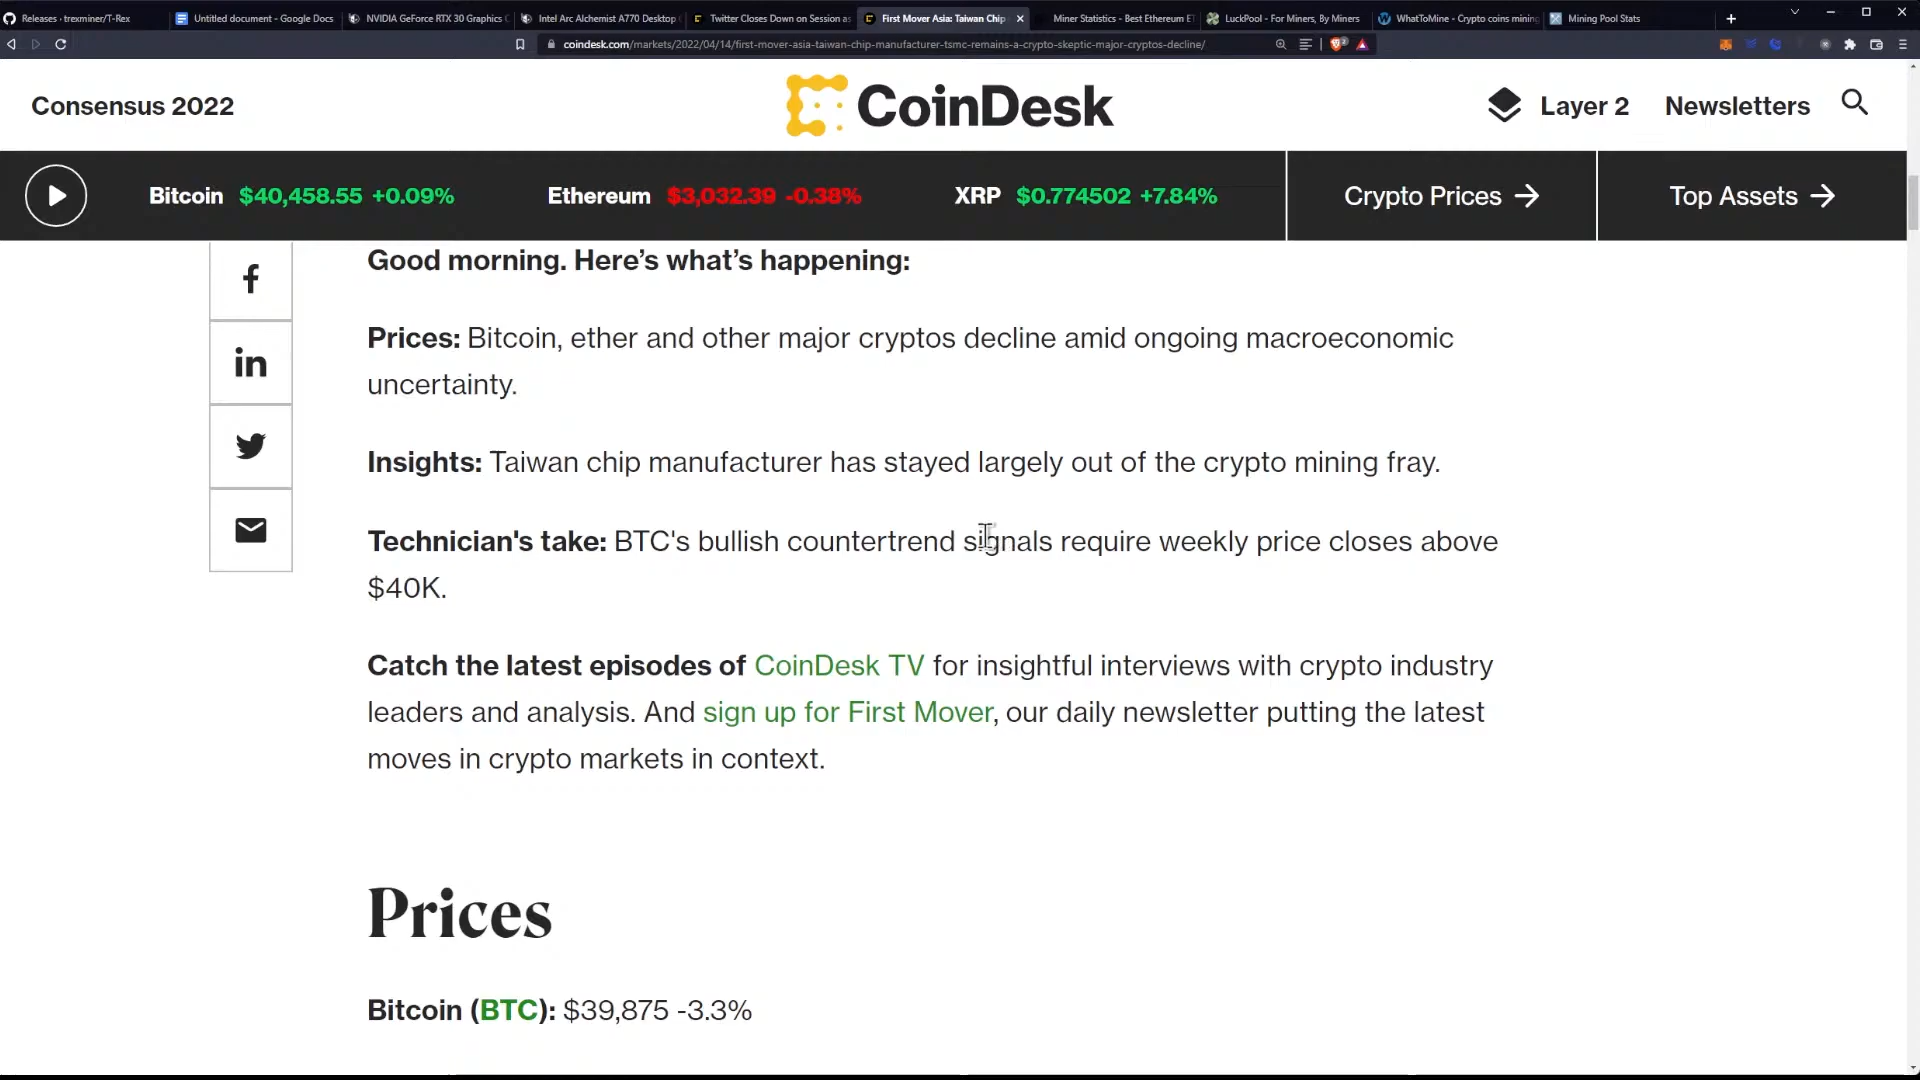 Releases · trexminer/T-Rex
Untitled document - Google Docs
NVIDIA GeForce RTX 30 Graphics C
Intel Arc Alchemist A770 Desktop
Twitter Closes Down on Session as
First Mover Asia: Taiwan Chip
Miner Statistics - Best Ethereum ET
LuckPool - For Miners, By Miners
WhatToMine - Crypto coins mining
Mining Pool Stats
coindesk.com/markets/2022/04/14/first-mover-asia-taiwan-chip-manufacturer-tsmc-remains-a-crypto-skeptic-major-cryptos-decline/
Consensus 2022
CoinDesk
Layer 2
Newsletters
Bitcoin $40,458.55 +0.09%
Ethereum $3,032.39 -0.38%
XRP $0.774502 +7.84%
Crypto Prices →
Top Assets →
Good morning. Here’s what’s happening:
Prices: Bitcoin, ether and other major cryptos decline amid ongoing macroeconomic
uncertainty.
Insights: Taiwan chip manufacturer has stayed largely out of the crypto mining fray.
Technician's take: BTC's bullish countertrend signals require weekly price closes above
$40K.
Catch the latest episodes of CoinDesk TV for insightful interviews with crypto industry
leaders and analysis. And sign up for First Mover, our daily newsletter putting the latest
moves in crypto markets in context.
Prices
Bitcoin (BTC): $39,875 -3.3%